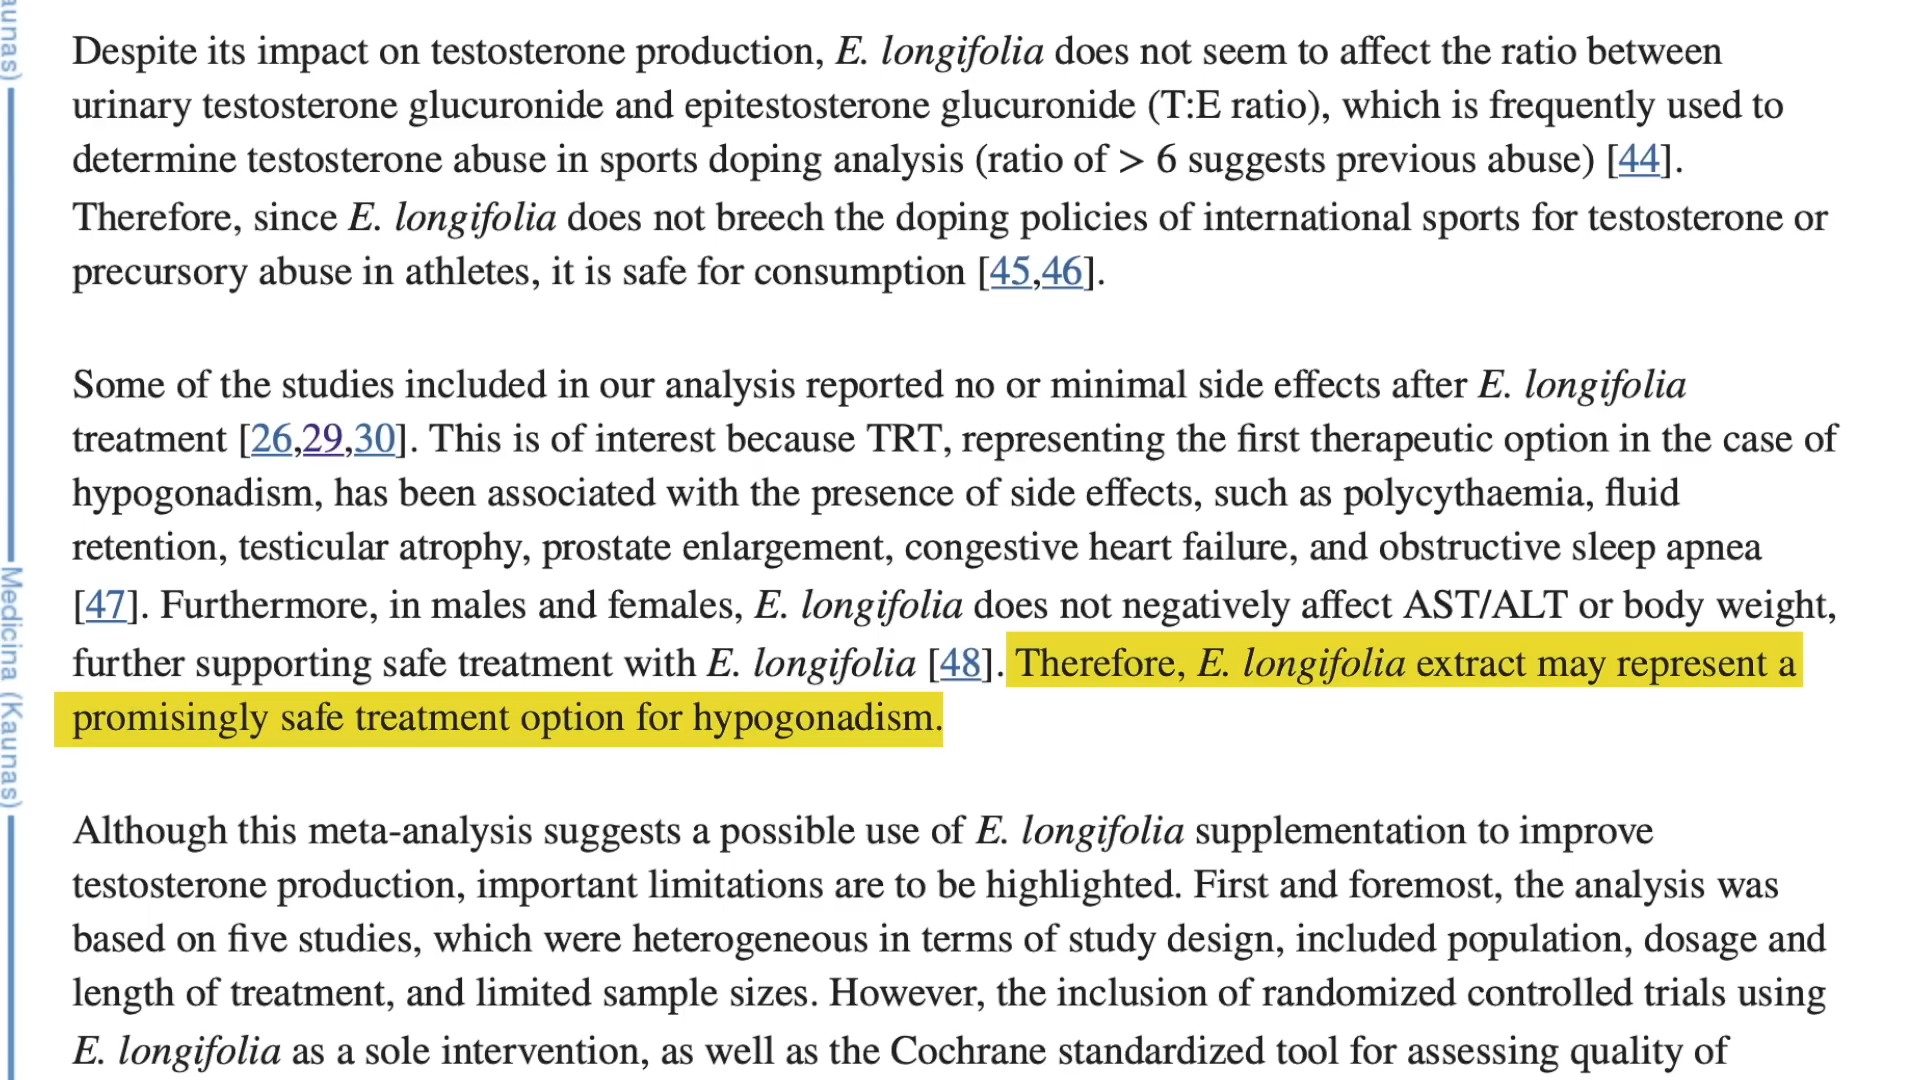 aunas)
Despite its impact on testosterone production, E. longifolia does not seem to affect the ratio between
urinary testosterone glucuronide and epitestosterone glucuronide (T:E ratio), which is frequently used to
determine testosterone abuse in sports doping analysis (ratio of > 6 suggests previous abuse) [44].
Therefore, since E. longifolia does not breech the doping policies of international sports for testosterone or
precursory abuse in athletes, it is safe for consumption [45,46].
Some of the studies included in our analysis reported no or minimal side effects after E. longifolia
treatment [26,29,30]. This is of interest because TRT, representing the first therapeutic option in the case of
hypogonadism, has been associated with the presence of side effects, such as polycythaemia, fluid
retention, testicular atrophy, prostate enlargement, congestive heart failure, and obstructive sleep apnea
[47]. Furthermore, in males and females, E. longifolia does not negatively affect AST/ALT or body weight,
further supporting safe treatment with E. longifolia [48]. Therefore, E. longifolia extract may represent a
promisingly safe treatment option for hypogonadism.
Medicina (Kaunas)
Although this meta-analysis suggests a possible use of E. longifolia supplementation to improve
testosterone production, important limitations are to be highlighted. First and foremost, the analysis was
based on five studies, which were heterogeneous in terms of study design, included population, dosage and
length of treatment, and limited sample sizes. However, the inclusion of randomized controlled trials using
E. longifolia as a sole intervention, as well as the Cochrane standardized tool for assessing quality of